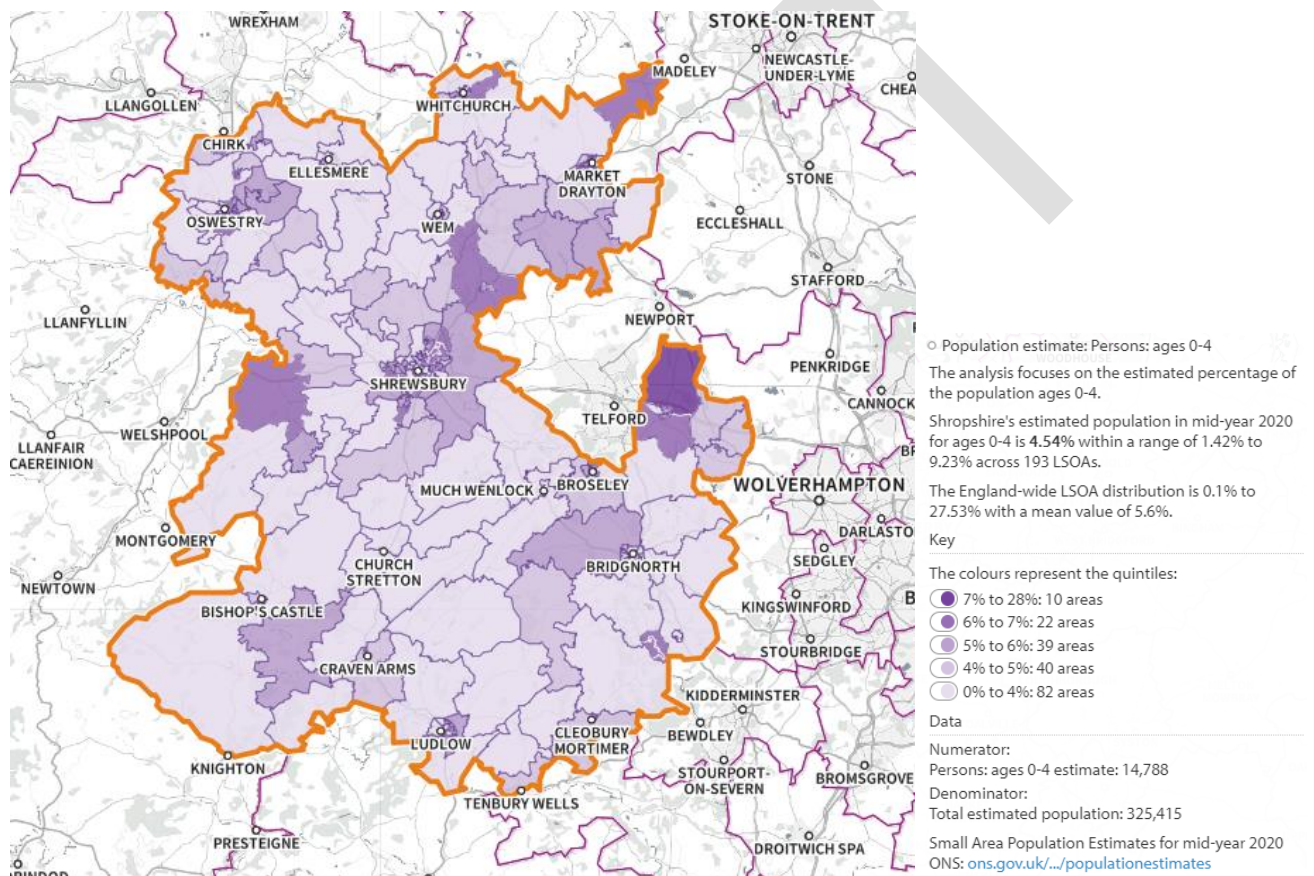 WREXHAM
STOKE-ON-TRENT
NEWCASTLE-
UNDER-LYME
MADELEY
CHEA
LLANGOLLEN
WHITCHURCH
CHIRK
ELLESMERE
MARKET
DRAYTON
STONE
OSWESTRY
WEM
ECCLESHALL
STAFFORD
LLANFYLLIN
NEWPORT
PENKRIDGE
SHREWSBURY
CANNOCK
TELFORD
WELSHPOOL
LLANFAIR
CAEREINION
BR
MUCH WENLOCK
BROSELEY
WOLVERHAMPTON
MONTGOMERY
DARLASTO
CHURCH
STRETTON
BRIDGNORTH
SEDGLEY
NEWTOWN
BISHOP'S CASTLE
KINGSWINFORD
B
STOURBRIDGE
CRAVEN ARMS
KIDDERMINSTER
LUDLOW
CLEOBURY
MORTIMER
BEWDLEY
KNIGHTON
STOURPORT-
ON-SEVERN
BROMSGROVE
TENBURY WELLS
PRESTEIGNE
DROITWICH SPA
Population estimate: Persons: ages 0-4
The analysis focuses on the estimated percentage of
the population ages 0-4.
Shropshire's estimated population in mid-year 2020
for ages 0-4 is 4.54% within a range of 1.42% to
9.23% across 193 LSOAs.
The England-wide LSOA distribution is 0.1% to
27.53% with a mean value of 5.6%.
Key
The colours represent the quintiles:
7% to 28%: 10 areas
6% to 7%: 22 areas
5% to 6%: 39 areas
4% to 5%: 40 areas
0% to 4%: 82 areas
Data
Numerator:
Persons: ages 0-4 estimate: 14,788
Denominator:
Total estimated population: 325,415
Small Area Population Estimates for mid-year 2020
ONS: ons.gov.uk/.../populationestimates